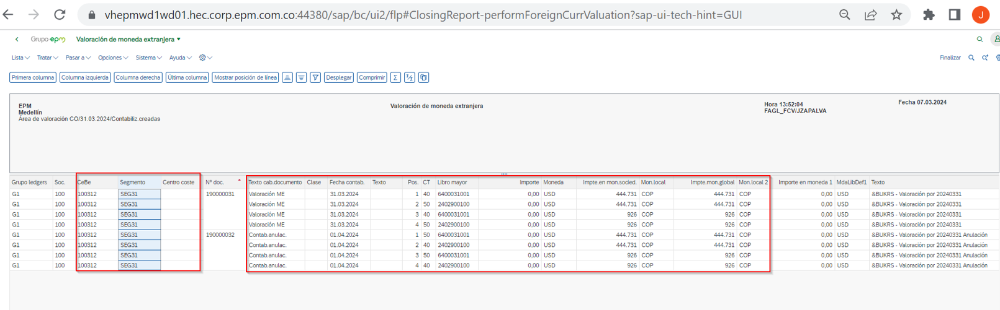 vhepmwd1wd01.hec.corp.epm.com.co:44380/sap/bc/ui2/flp#ClosingReport-performForeignCurrValuation?sap-ui-tech-hint=GUI
J
Grupo·epm Valoración de moneda extranjera
Lista Tratar Pasar a Opciones Sistema Ayuda Finalizar
Primera columna Columna izquierda Columna derecha Última columna Mostrar posición de línea Desplegar Comprimir Σ
EPM Valoración de moneda extranjera Hora 13:52:04 Fecha 07.03.2024
Medellín FAGL_FCV/JZAPALVA
Área de valoración CO/31.03.2024/Contabiliz.creadas
Grupo ledgers Soc. CeBe Segmento Centro coste Nº doc. Texto cab.documento Clase Fecha contab. Texto Pos. CT Libro mayor Importe Moneda Impte.en mon.socied. Mon.local Impte.mon.global Mon.local 2 Importe en moneda 1 MdaLibDef1 Texto
G1 100 100312 SEG31 190000031 Valoración ME 31.03.2024 1 40 6400031001 0,00 USD 444.731 COP 444.731 COP 0,00 USD &BUKRS - Valoración por 20240331
G1 100 100312 SEG31 Valoración ME 31.03.2024 2 50 2402900100 0,00 USD 444.731 COP 444.731 COP 0,00 USD &BUKRS - Valoración por 20240331
G1 100 100312 SEG31 Valoración ME 31.03.2024 3 40 6400031001 0,00 USD 926 COP 926 COP 0,00 USD &BUKRS - Valoración por 20240331
G1 100 100312 SEG31 Valoración ME 31.03.2024 4 50 2402900100 0,00 USD 926 COP 926 COP 0,00 USD &BUKRS - Valoración por 20240331
G1 100 100312 SEG31 190000032 Contab.anulac. 01.04.2024 1 50 6400031001 0,00 USD 444.731 COP 444.731 COP 0,00 USD &BUKRS - Valoración por 20240331 Anulación
G1 100 100312 SEG31 Contab.anulac. 01.04.2024 2 40 2402900100 0,00 USD 444.731 COP 444.731 COP 0,00 USD &BUKRS - Valoración por 20240331 Anulación
G1 100 100312 SEG31 Contab.anulac. 01.04.2024 3 50 6400031001 0,00 USD 926 COP 926 COP 0,00 USD &BUKRS - Valoración por 20240331 Anulación
G1 100 100312 SEG31 Contab.anulac. 01.04.2024 4 40 2402900100 0,00 USD 926 COP 926 COP 0,00 USD &BUKRS - Valoración por 20240331 Anulación